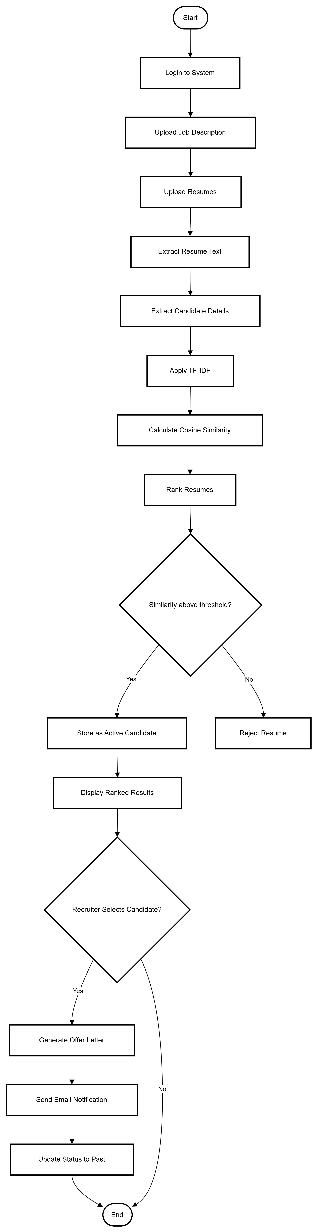 Start
Login to System
Upload Job Description
Upload Resumes
Extract Resume Text
Extract Candidate Details
Apply TF-IDF
Calculate Cosine Similarity
Rank Resumes
Similarity above threshold?
Yes
No
Store as Active Candidate
Reject Resume
Display Ranked Results
Recruiter Selects Candidate?
Yes
Generate Offer Letter
No
Send Email Notification
Update Status to Past
End